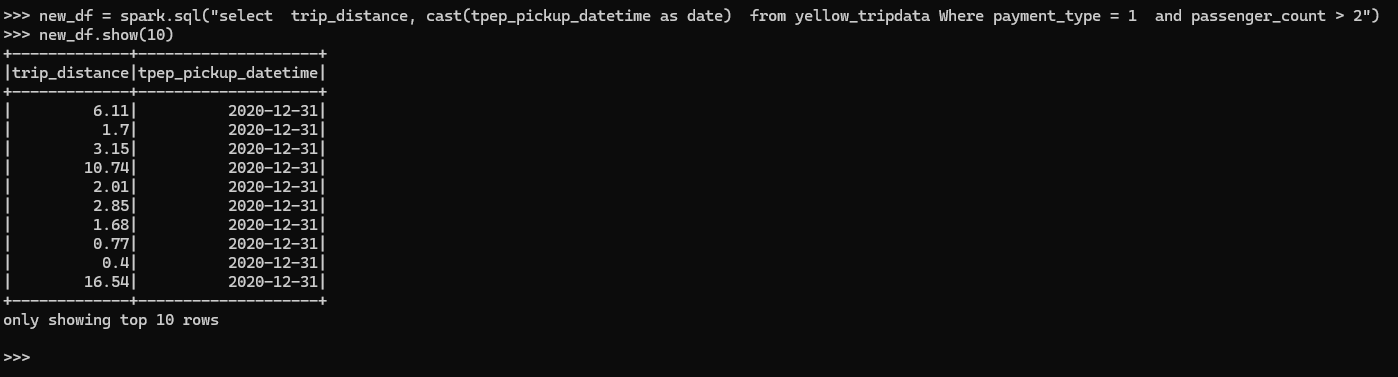 >>> new_df = spark.sql("select  trip_distance, cast(tpep_pickup_datetime as date)  from yellow_tripdata Where payment_type = 1  and passenger_count > 2")
>>> new_df.show(10)
+-------------+--------------------+
|trip_distance|tpep_pickup_datetime|
+-------------+--------------------+
|         6.11|          2020-12-31|
|          1.7|          2020-12-31|
|         3.15|          2020-12-31|
|        10.74|          2020-12-31|
|         2.01|          2020-12-31|
|         2.85|          2020-12-31|
|         1.68|          2020-12-31|
|         0.77|          2020-12-31|
|          0.4|          2020-12-31|
|        16.54|          2020-12-31|
+-------------+--------------------+
only showing top 10 rows

>>>